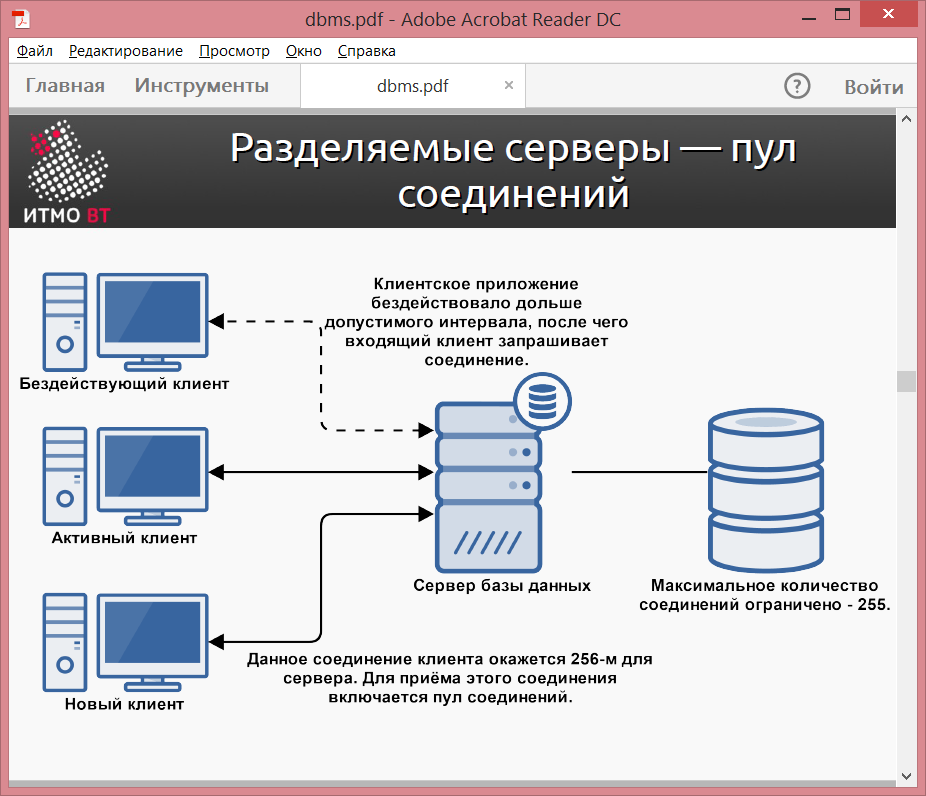 dbms.pdf - Adobe Acrobat Reader DC
Файл Редактирование Просмотр Окно Справка
Главная Инструменты dbms.pdf × ? Войти
Разделяемые серверы — пул
соединений
ИТМО ВТ
Клиентское приложение
бездействовало дольше
допустимого интервала, после чего
входящий клиент запрашивает
соединение.
Бездействующий клиент
Активный клиент
Сервер базы данных
Максимальное количество
соединений ограничено - 255.
Данное соединение клиента окажется 256-м для
сервера. Для приёма этого соединения
включается пул соединений.
Новый клиент